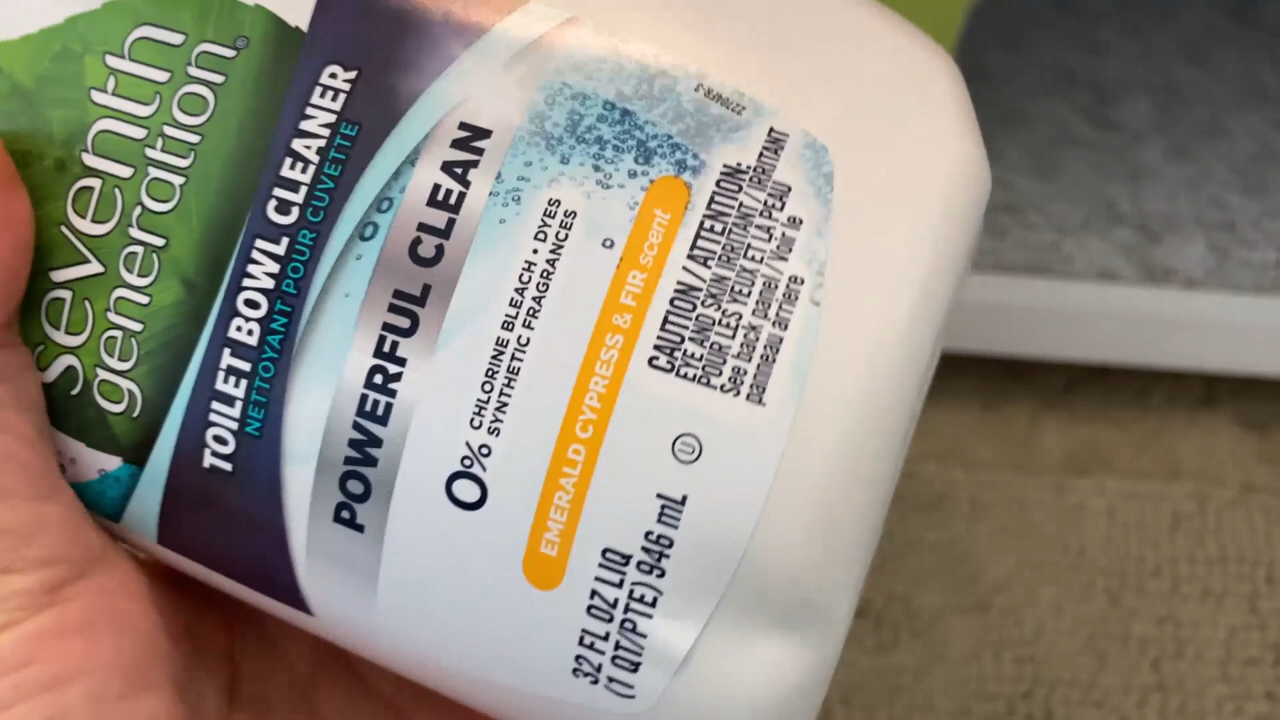 seventh
generation®
TOILET BOWL CLEANER
NETTOYANT POUR CUVETTE
POWERFUL CLEAN
0% CHLORINE BLEACH • DYES
SYNTHETIC FRAGRANCES
EMERALD CYPRESS & FIR scent
22704FR-3
CAUTION / ATTENTION:
EYE AND SKIN IRRITANT / IRRITANT
POUR LES YEUX ET LA PEAU
See back panel / Voir le
panneau arrière
32 FL OZ LIQ
(1 QT/PTE) 946 mL
U